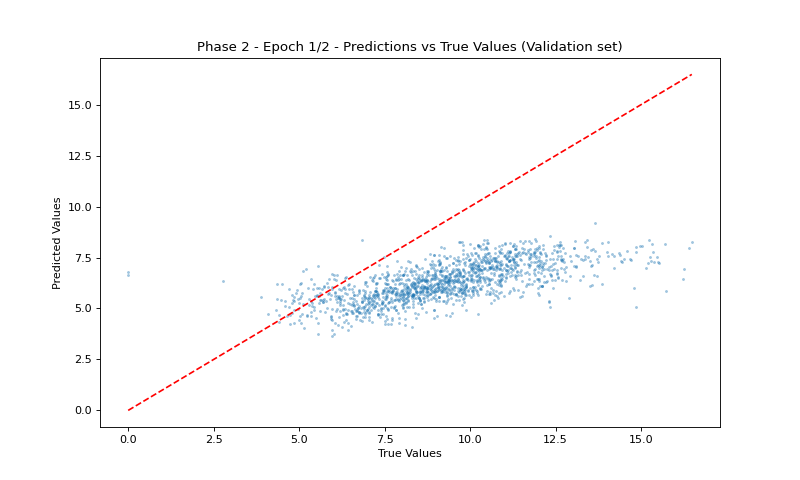 Phase 2 - Epoch 1/2 - Predictions vs True Values (Validation set)
Predicted Values
15.0
12.5
10.0
7.5
5.0
2.5
0.0
0.0 2.5 5.0 7.5 10.0 12.5 15.0
True Values